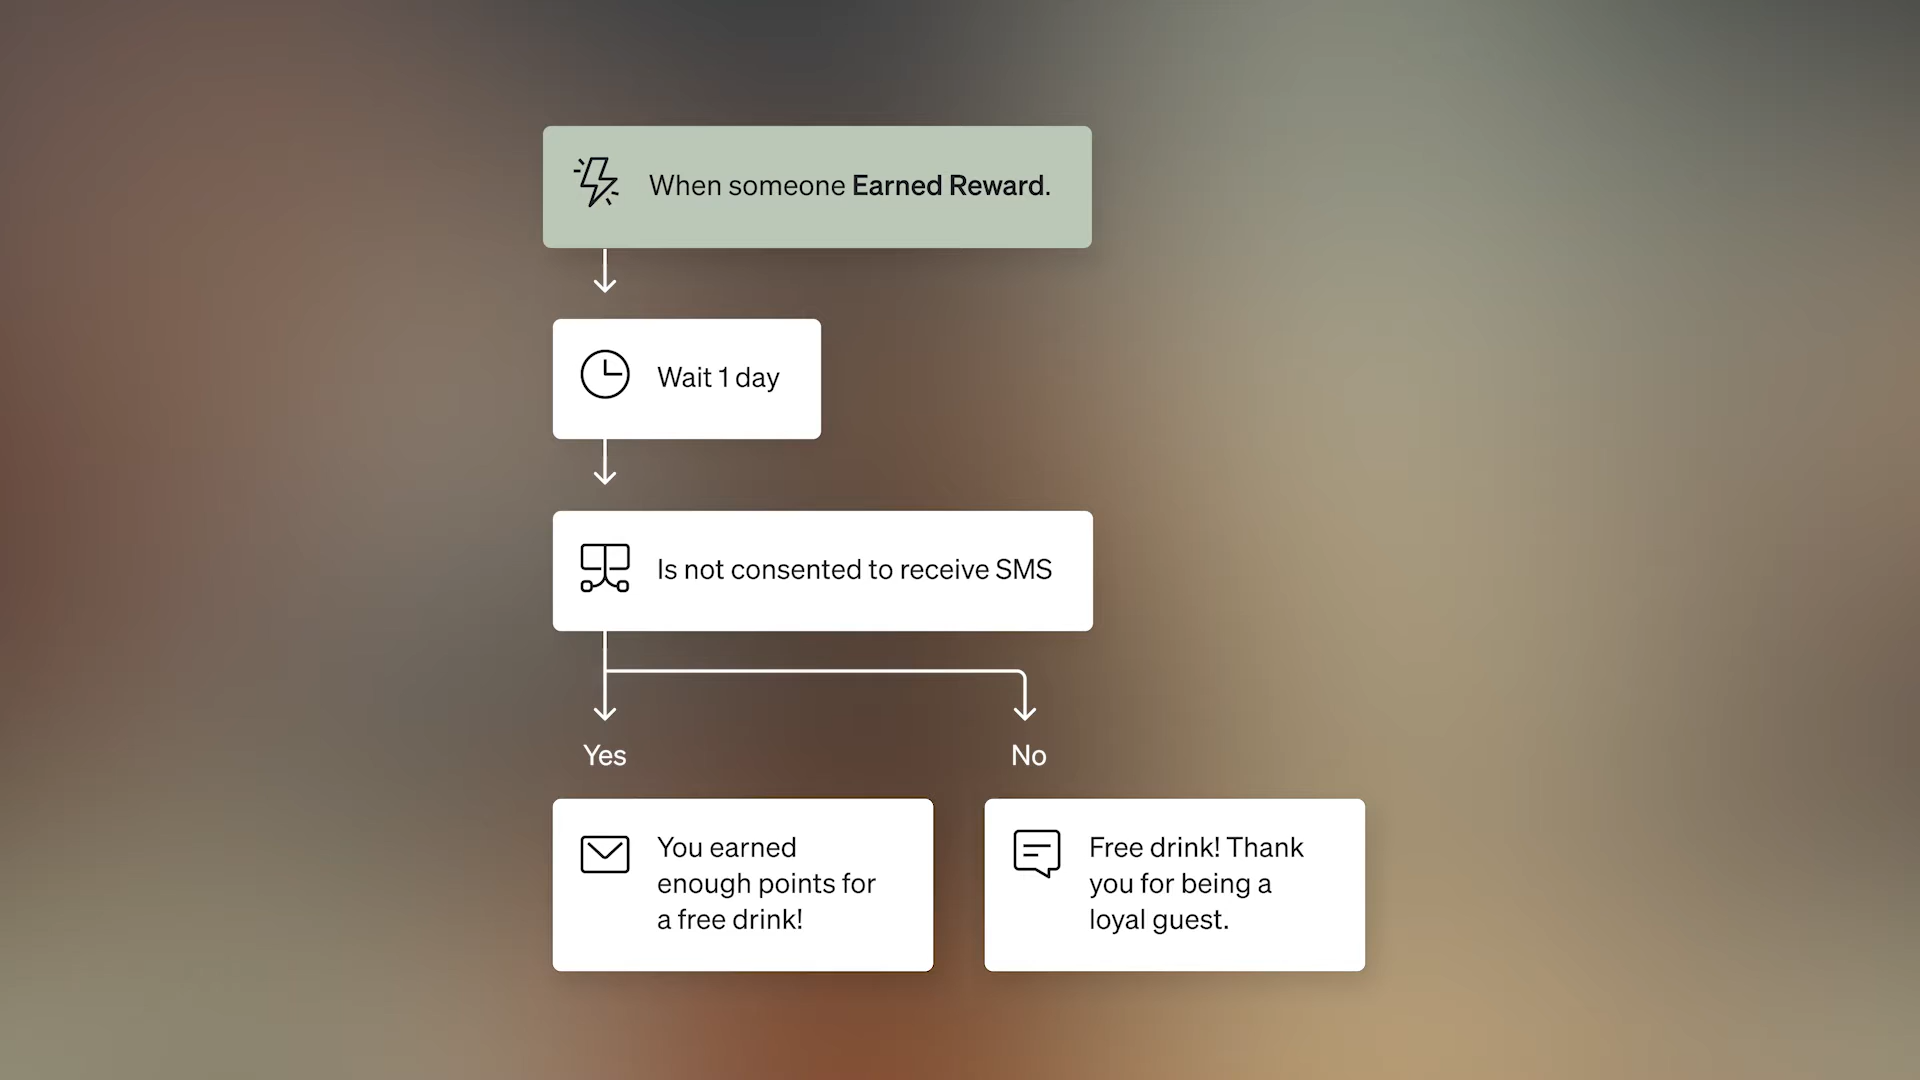 When someone Earned Reward.
Wait 1 day
Is not consented to receive SMS
Yes
No
You earned
enough points for
a free drink!
Free drink! Thank
you for being a
loyal guest.